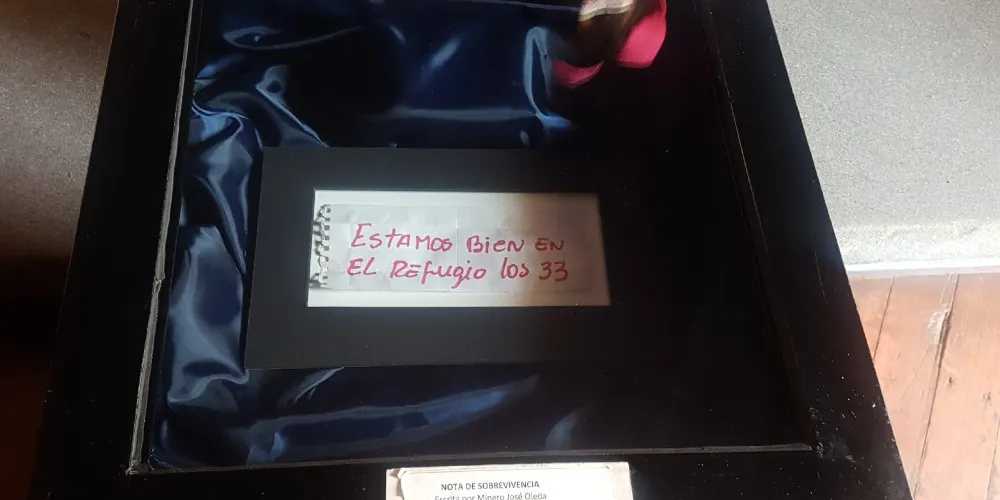 ESTAMOS BIEN EN
EL REFUGIO LOS 33
NOTA DE SOBREVIVENCIA
Escrita por Minero José Ojeda